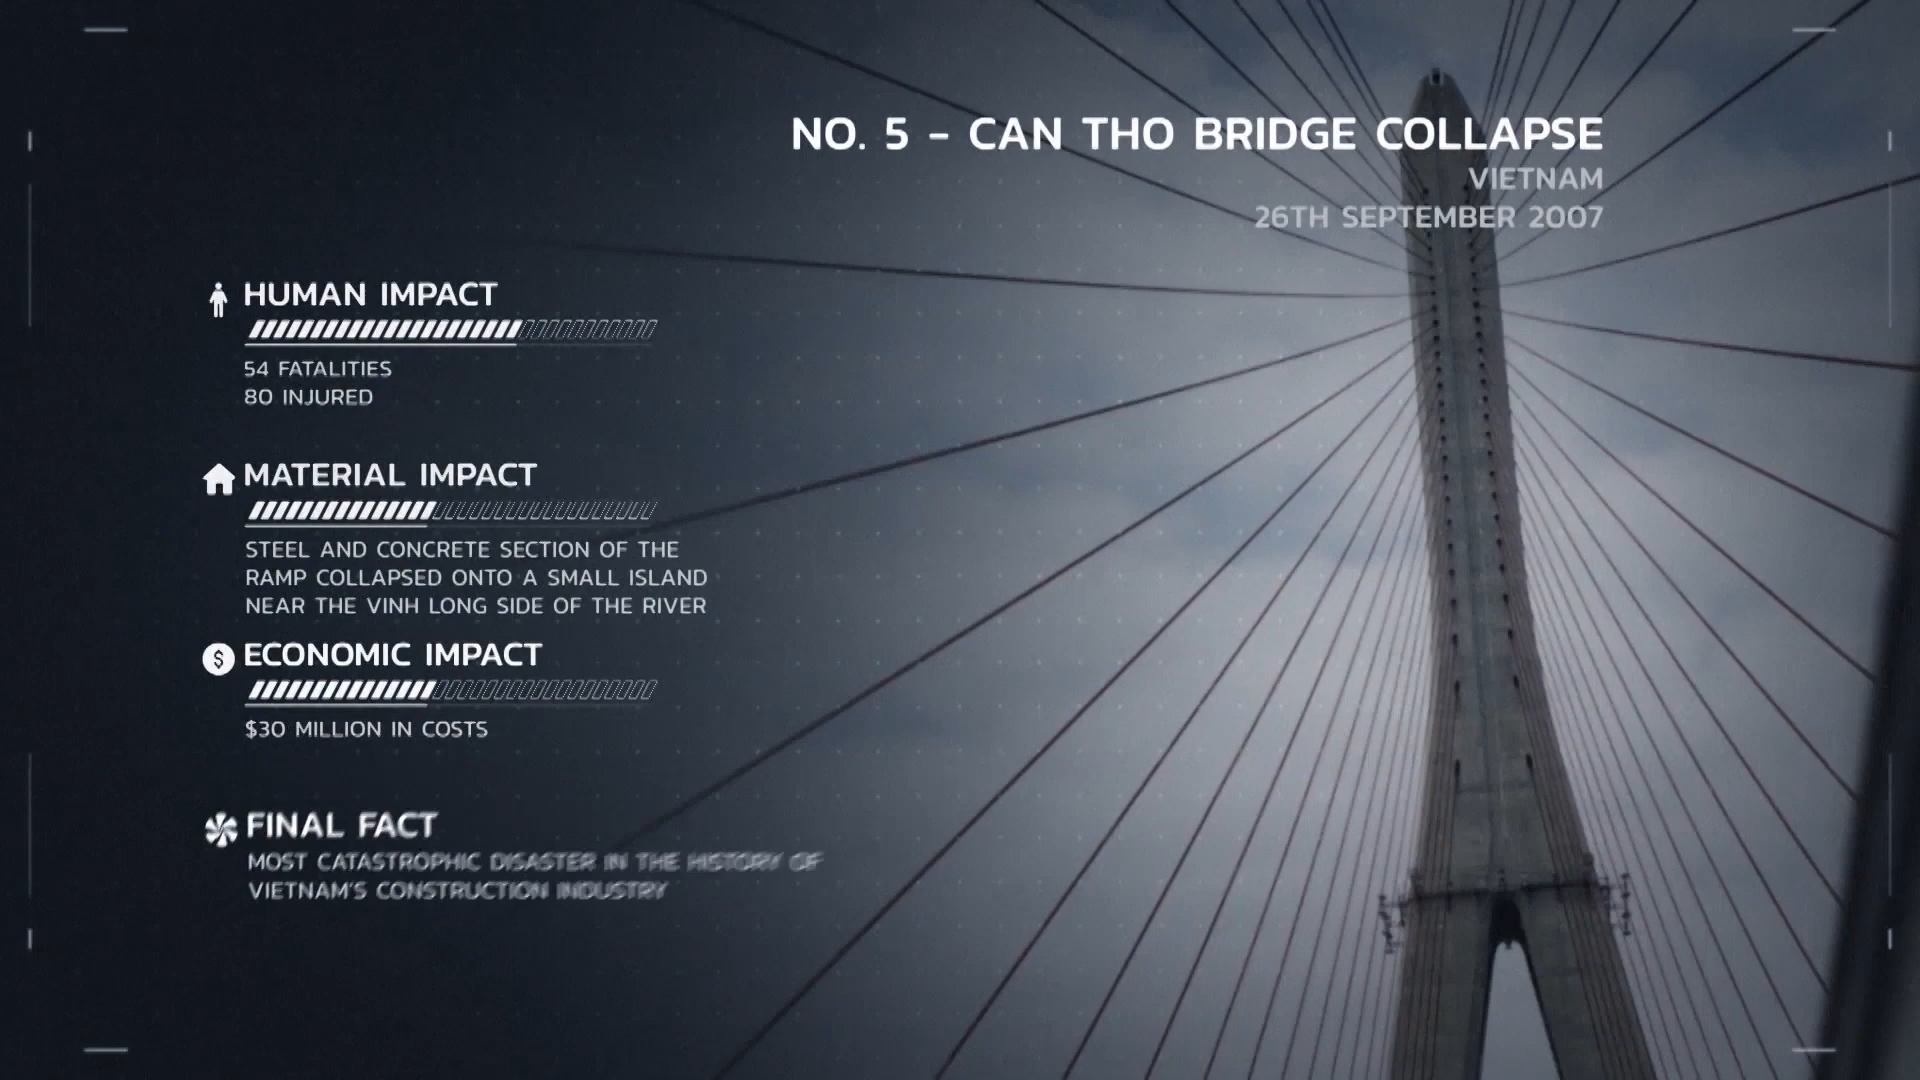 NO. 5 - CAN THO BRIDGE COLLAPSE
VIETNAM
26TH SEPTEMBER 2007
HUMAN IMPACT
54 FATALITIES
80 INJURED
MATERIAL IMPACT
STEEL AND CONCRETE SECTION OF THE
RAMP COLLAPSED ONTO A SMALL ISLAND
NEAR THE VINH LONG SIDE OF THE RIVER
$
ECONOMIC IMPACT
$30 MILLION IN COSTS
FINAL FACT
MOST CATASTROPHIC DISASTER IN THE HISTORY OF
VIETNAM'S CONSTRUCTION INDUSTRY